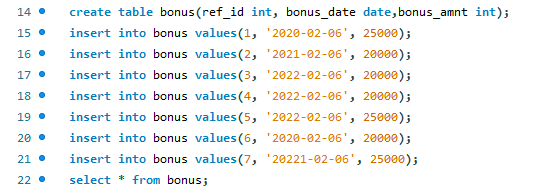 14 create table bonus(ref_id int, bonus_date date,bonus_amnt int);
15 insert into bonus values(1, '2020-02-06', 25000);
16 insert into bonus values(2, '2021-02-06', 20000);
17 insert into bonus values(3, '2022-02-06', 20000);
18 insert into bonus values(4, '2022-02-06', 20000);
19 insert into bonus values(5, '2022-02-06', 25000);
20 insert into bonus values(6, '2020-02-06', 20000);
21 insert into bonus values(7, '20221-02-06', 25000);
22 select * from bonus;